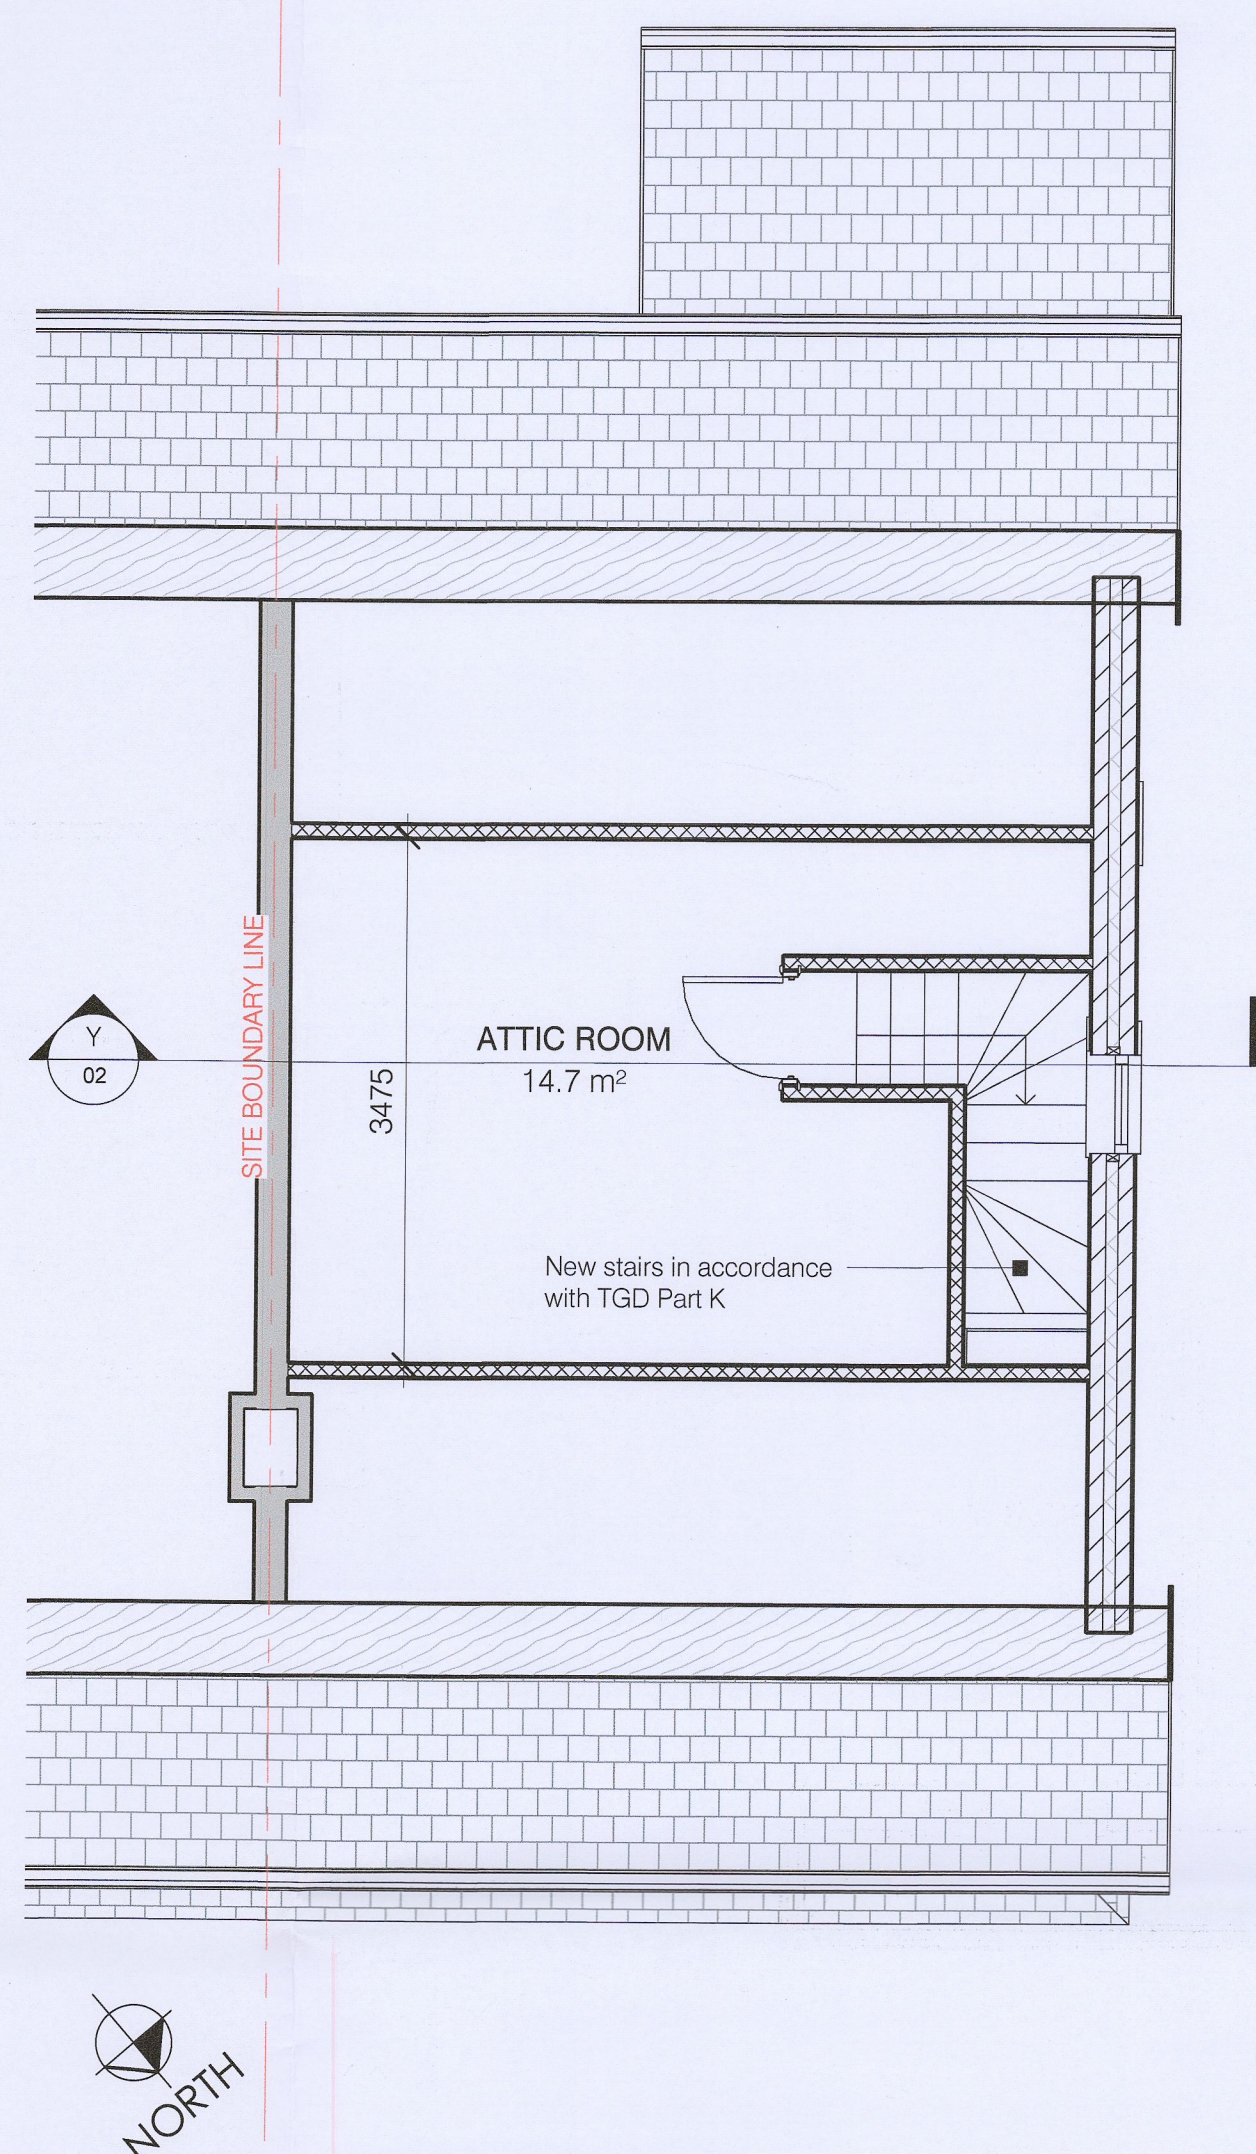 SITE BOUNDARY LINE
Y
02
ATTIC ROOM
14.7 m²
3475
New stairs in accordance
with TGD Part K
NORTH